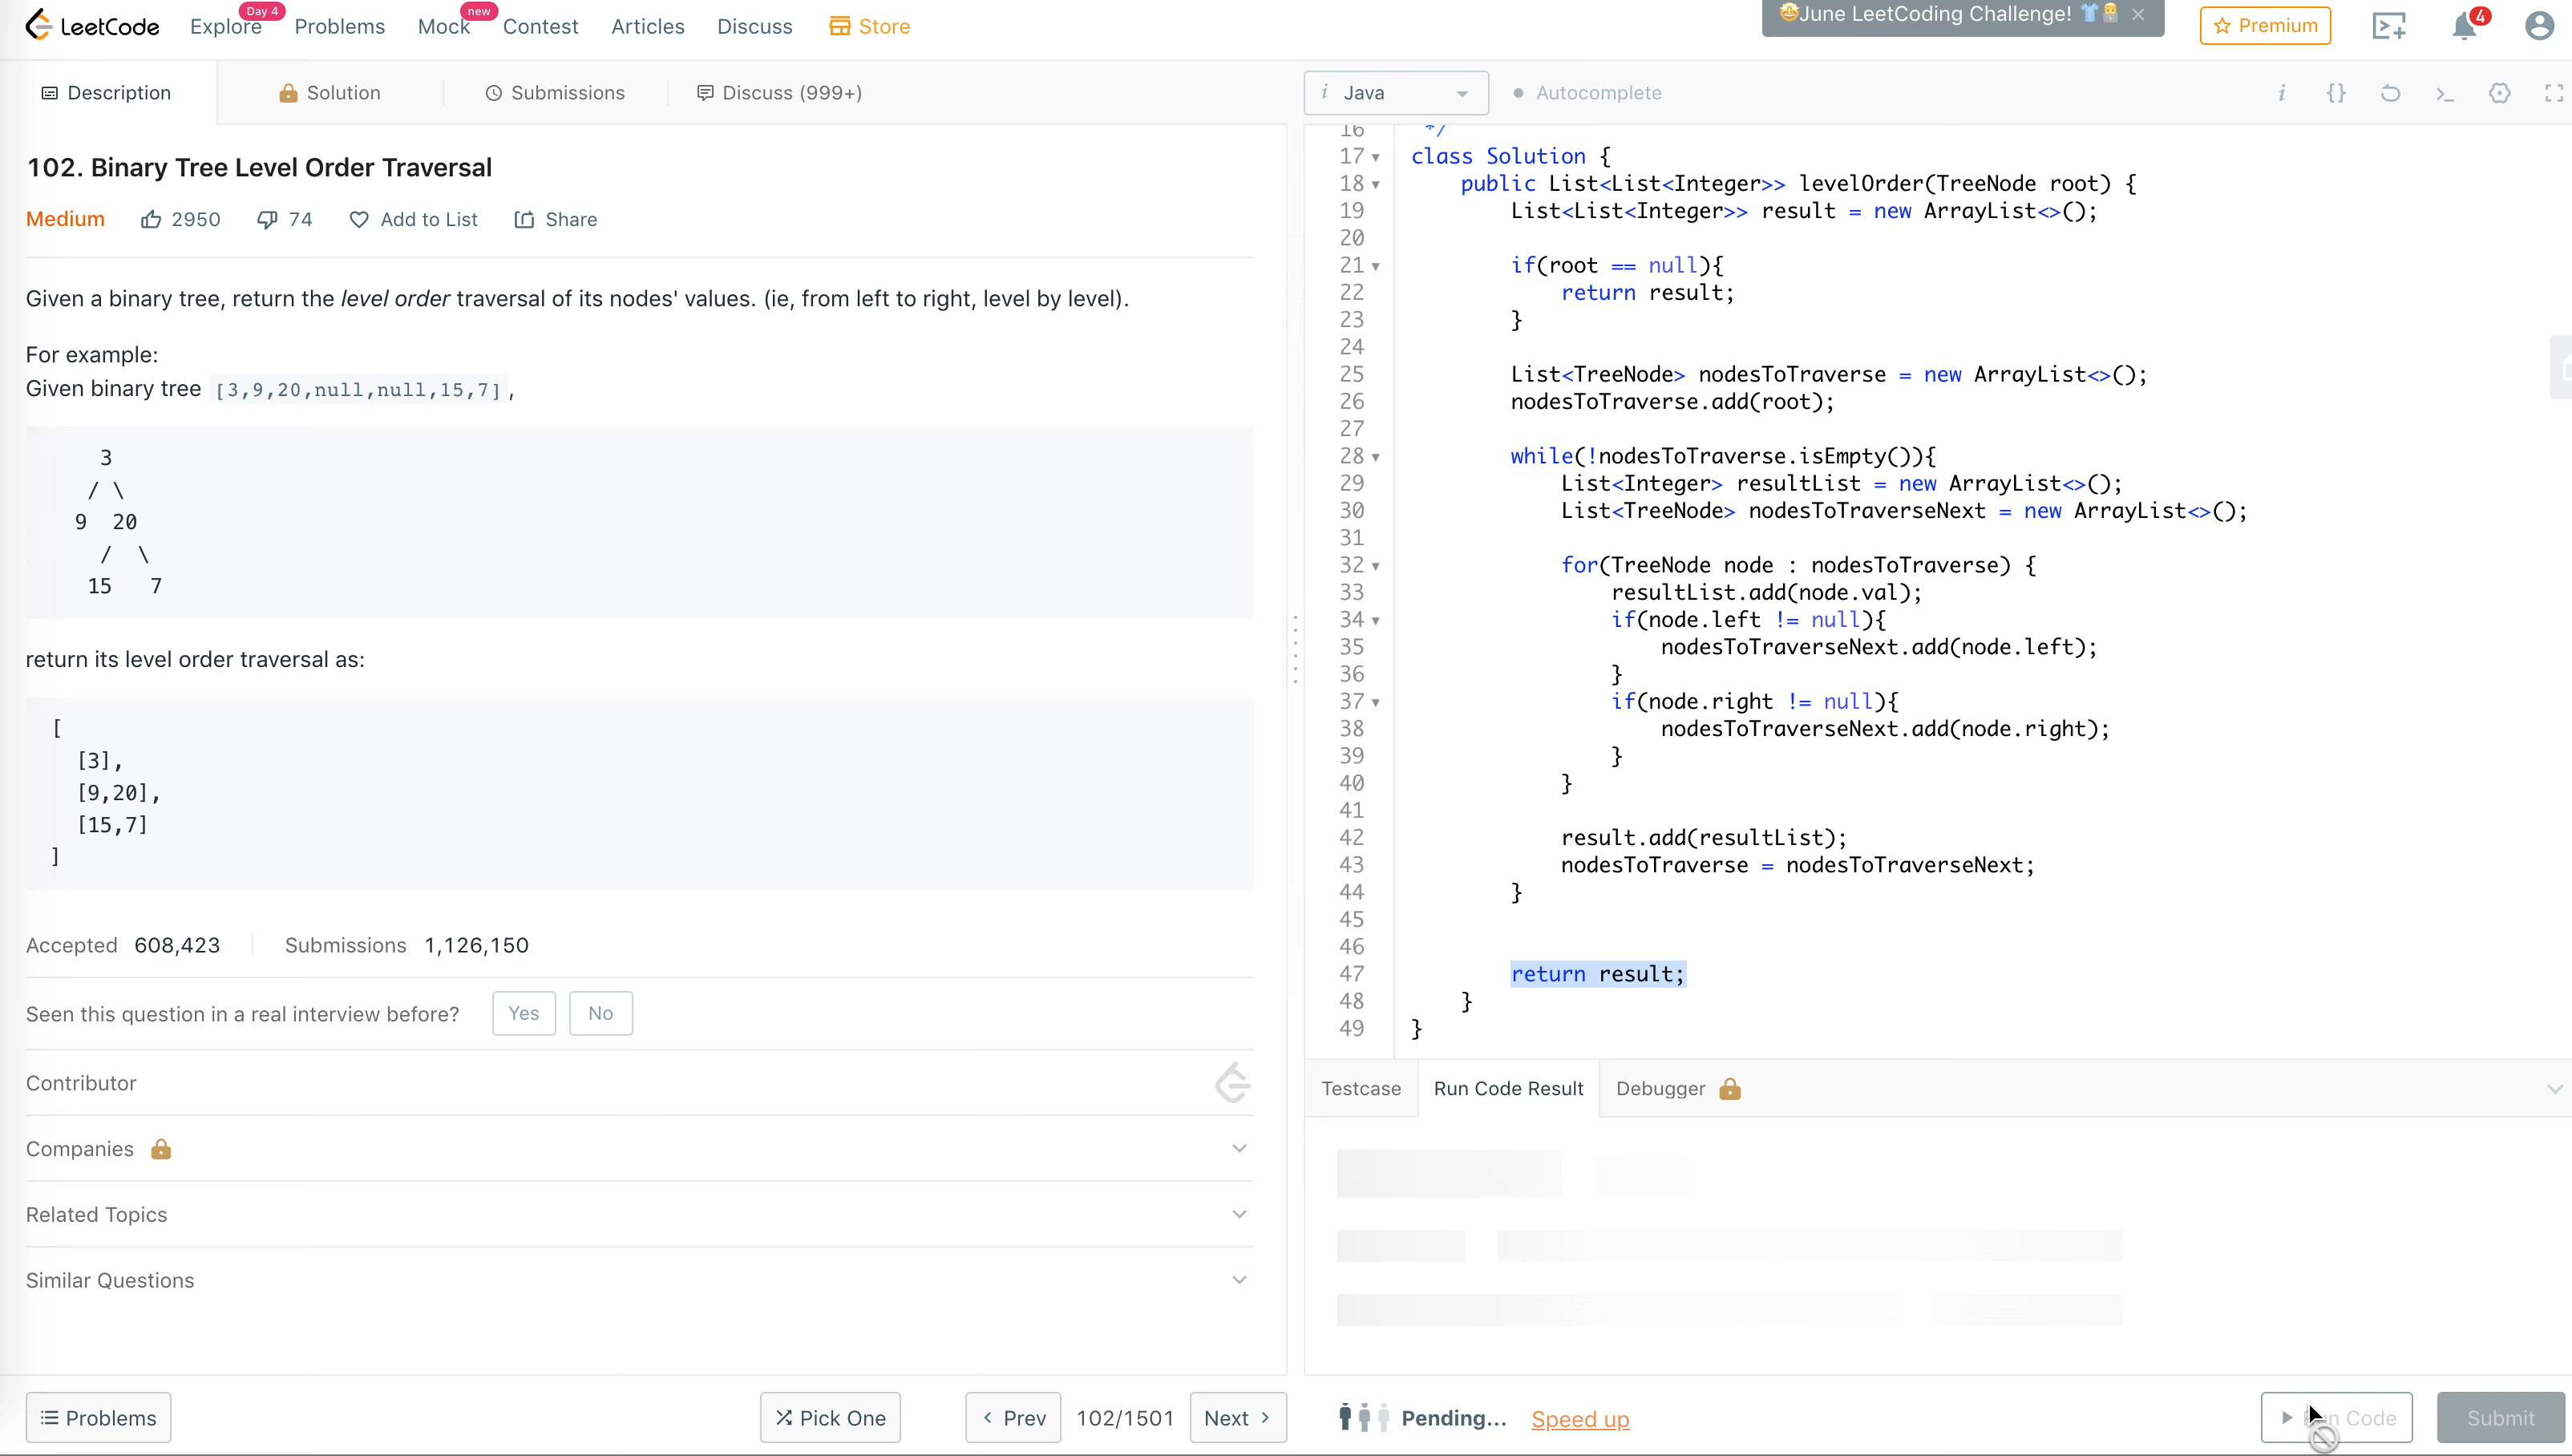 LeetCode Explore Day 4 Problems Mock new Contest Articles Discuss Store 🤩June LeetCoding Challenge! 👕 × Premium 4
Description Solution Submissions Discuss (999+)
102. Binary Tree Level Order Traversal
Medium 2950 74 Add to List Share
Given a binary tree, return the level order traversal of its nodes' values. (ie, from left to right, level by level).
For example:
Given binary tree [3,9,20,null,null,15,7],
3
/ \
9 20
/ \
15 7
return its level order traversal as:
[
[3],
[9,20],
[15,7]
]
Accepted 608,423 Submissions 1,126,150
Seen this question in a real interview before? Yes No
Contributor
Companies
Related Topics
Similar Questions
Problems Pick One Prev 102/1501 Next
i Java Autocomplete i {}
16 */
17 class Solution {
18 public List<List<Integer>> levelOrder(TreeNode root) {
19 List<List<Integer>> result = new ArrayList<>();
20
21 if(root == null){
22 return result;
23 }
24
25 List<TreeNode> nodesToTraverse = new ArrayList<>();
26 nodesToTraverse.add(root);
27
28 while(!nodesToTraverse.isEmpty()){
29 List<Integer> resultList = new ArrayList<>();
30 List<TreeNode> nodesToTraverseNext = new ArrayList<>();
31
32 for(TreeNode node : nodesToTraverse) {
33 resultList.add(node.val);
34 if(node.left != null){
35 nodesToTraverseNext.add(node.left);
36 }
37 if(node.right != null){
38 nodesToTraverseNext.add(node.right);
39 }
40 }
41
42 result.add(resultList);
43 nodesToTraverse = nodesToTraverseNext;
44 }
45
46
47 return result;
48 }
49 }
Testcase Run Code Result Debugger
Pending... Speed up Run Code Submit